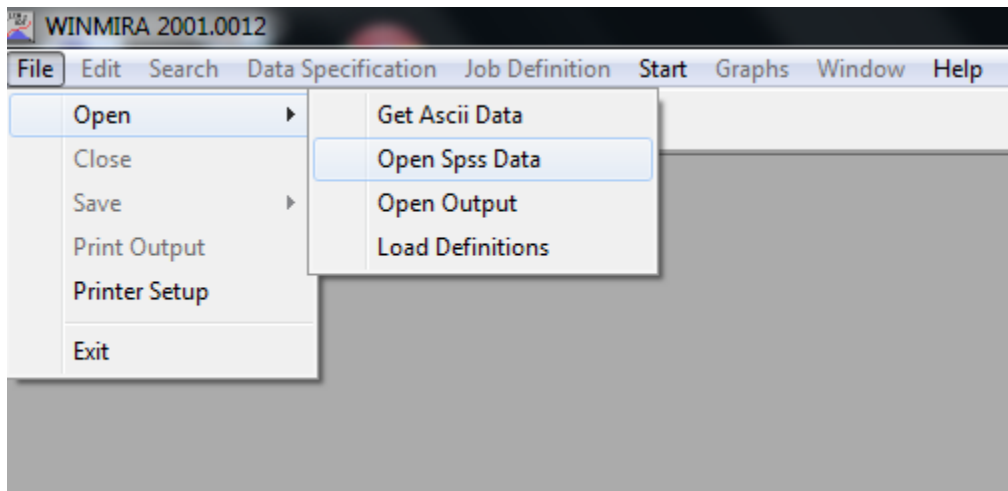 WINMIRA 2001.0012
File Edit Search Data Specification Job Definition Start Graphs Window Help
Open
Close
Save
Print Output
Printer Setup
Exit
Get Ascii Data
Open Spss Data
Open Output
Load Definitions